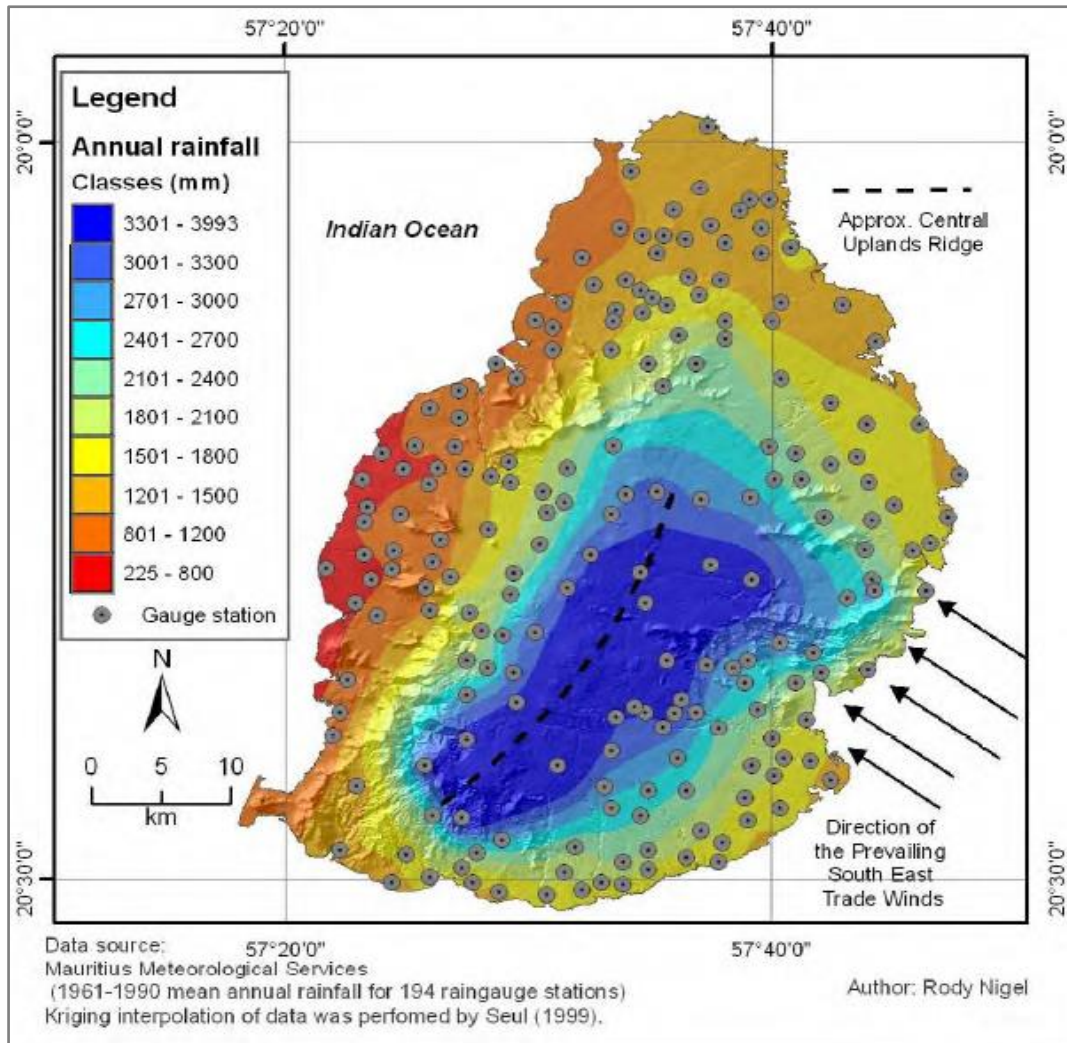 57°20'0"
57°40'0"
Legend
Annual rainfall
Classes (mm)
3301 - 3993
3001 - 3300
2701 - 3000
2401 - 2700
2101 - 2400
1801 - 2100
1501 - 1800
1201 - 1500
801 - 1200
225 - 800
Gauge station
N
0 5 10
km
Indian Ocean
Approx. Central
Uplands Ridge
20°0'0"
20°0'0"
Direction of
the Prevailing
South East
Trade Winds
20°30'0"
20°30'0"
57°20'0"
57°40'0"
Data source:
Mauritius Meteorological Services
(1961-1990 mean annual rainfall for 194 raingauge stations)
Kriging interpolation of data was perfomed by Seul (1999).
Author: Rody Nigel